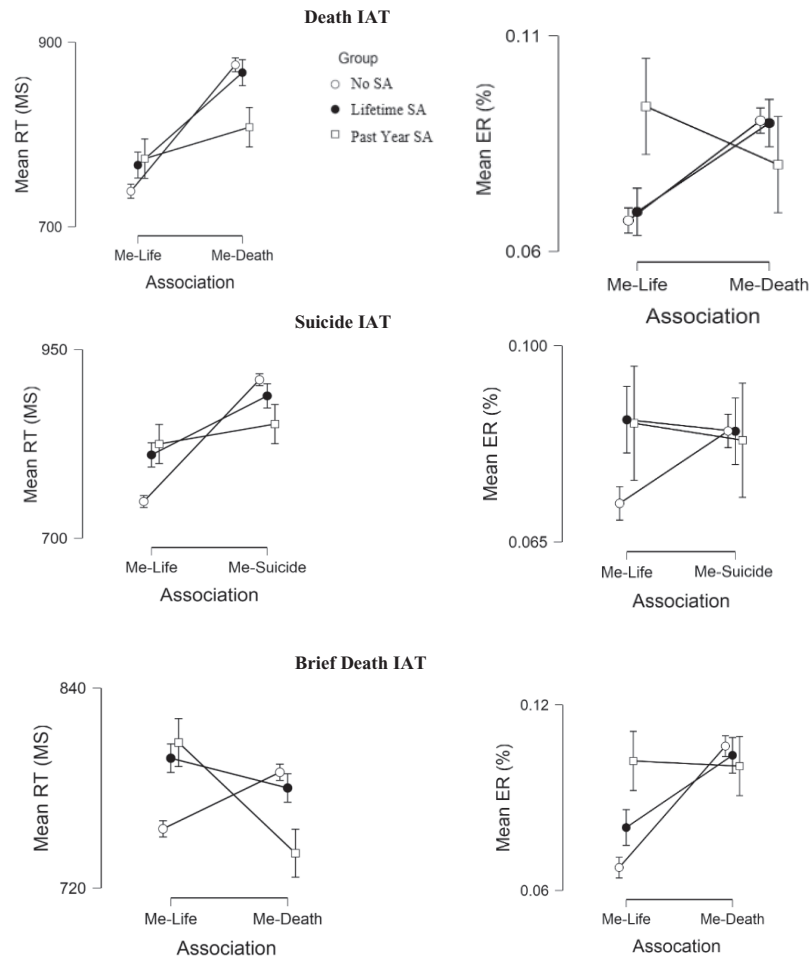 Death IAT
Mean RT (MS)
900
700
Me-Life
Me-Death
Association
Group
No SA
Lifetime SA
Past Year SA
Mean ER (%)
0.11
0.06
Me-Life
Me-Death
Association
Suicide IAT
Mean RT (MS)
950
700
Me-Life
Me-Suicide
Association
Mean ER (%)
0.100
0.065
Me-Life
Me-Suicide
Association
Brief Death IAT
Mean RT (MS)
840
720
Me-Life
Me-Death
Association
Mean ER (%)
0.12
0.06
Me-Life
Me-Death
Assocation